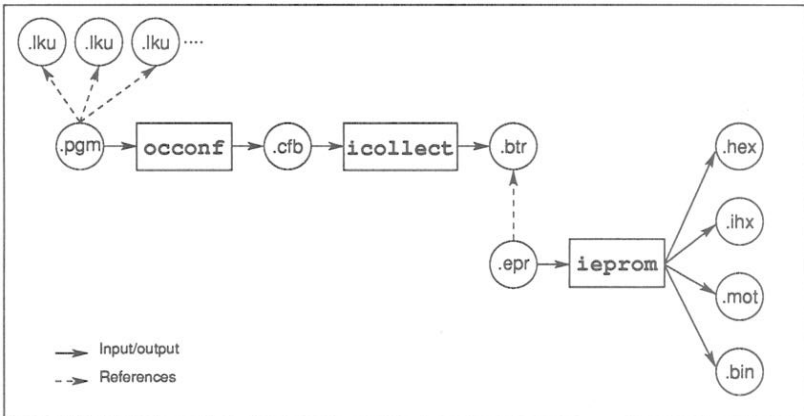 .lku .lku .lku ....
.pgm occonf .cfb icollect .btr .hex
.ihx
.epr ieprom
.mot
Input/output
References
.bin